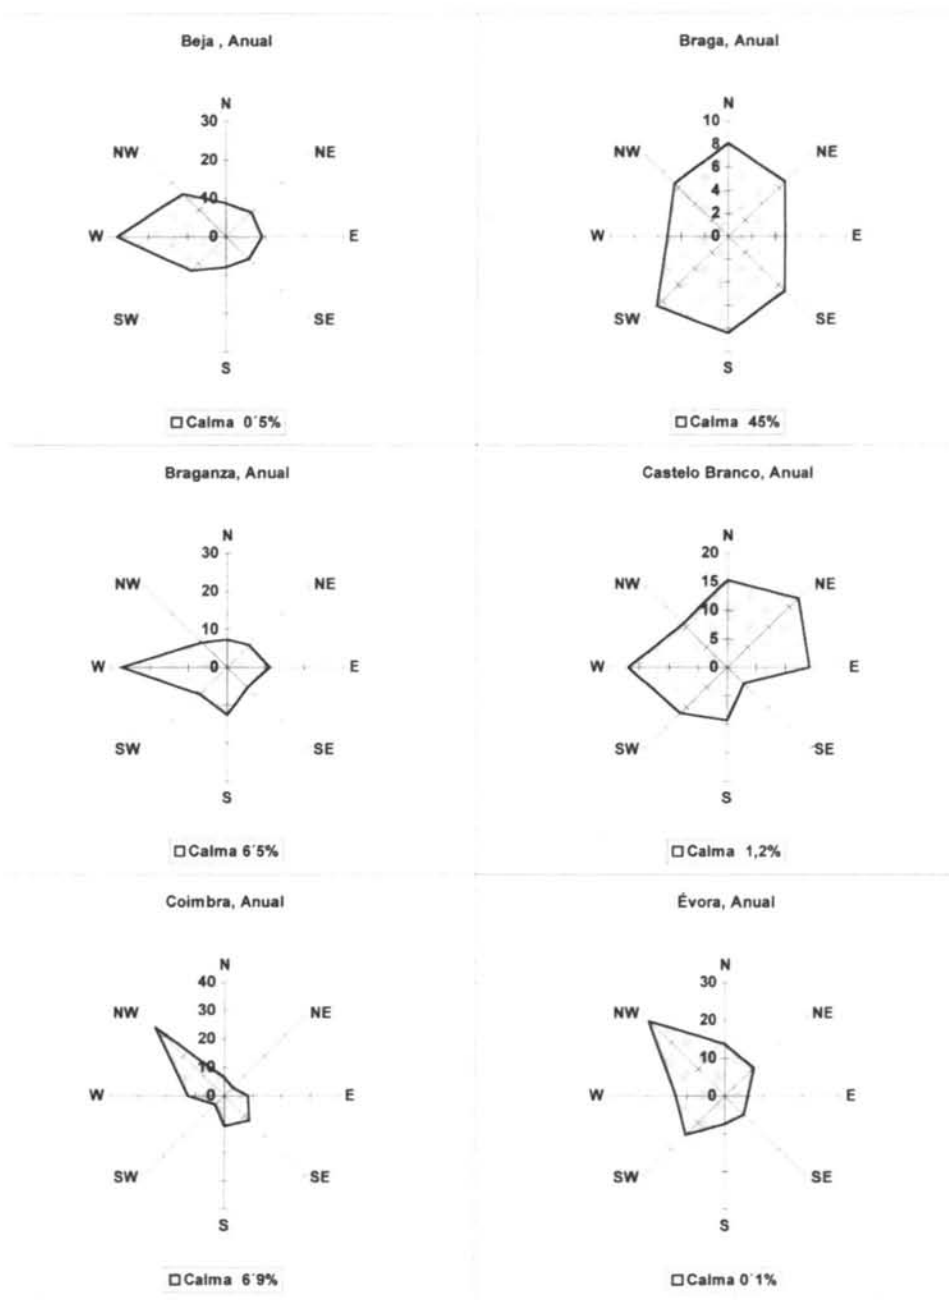 Beja , Anual
N
30
NW
NE
20
10
W
0
E
SW
SE
S
Calma 0´5%
Braga, Anual
N
10
NW
8
NE
6
4
2
W
0
E
SW
SE
S
Calma 45%
Braganza, Anual
N
30
NW
NE
20
10
W
0
E
SW
SE
S
Calma 6´5%
Castelo Branco, Anual
N
20
NW
15
NE
10
5
W
0
E
SW
SE
S
Calma 1,2%
Coimbra, Anual
N
40
NW
30
NE
20
10
W
0
E
SW
SE
S
Calma 6´9%
Évora, Anual
N
30
NW
NE
20
10
W
0
E
SW
SE
S
Calma 0´1%